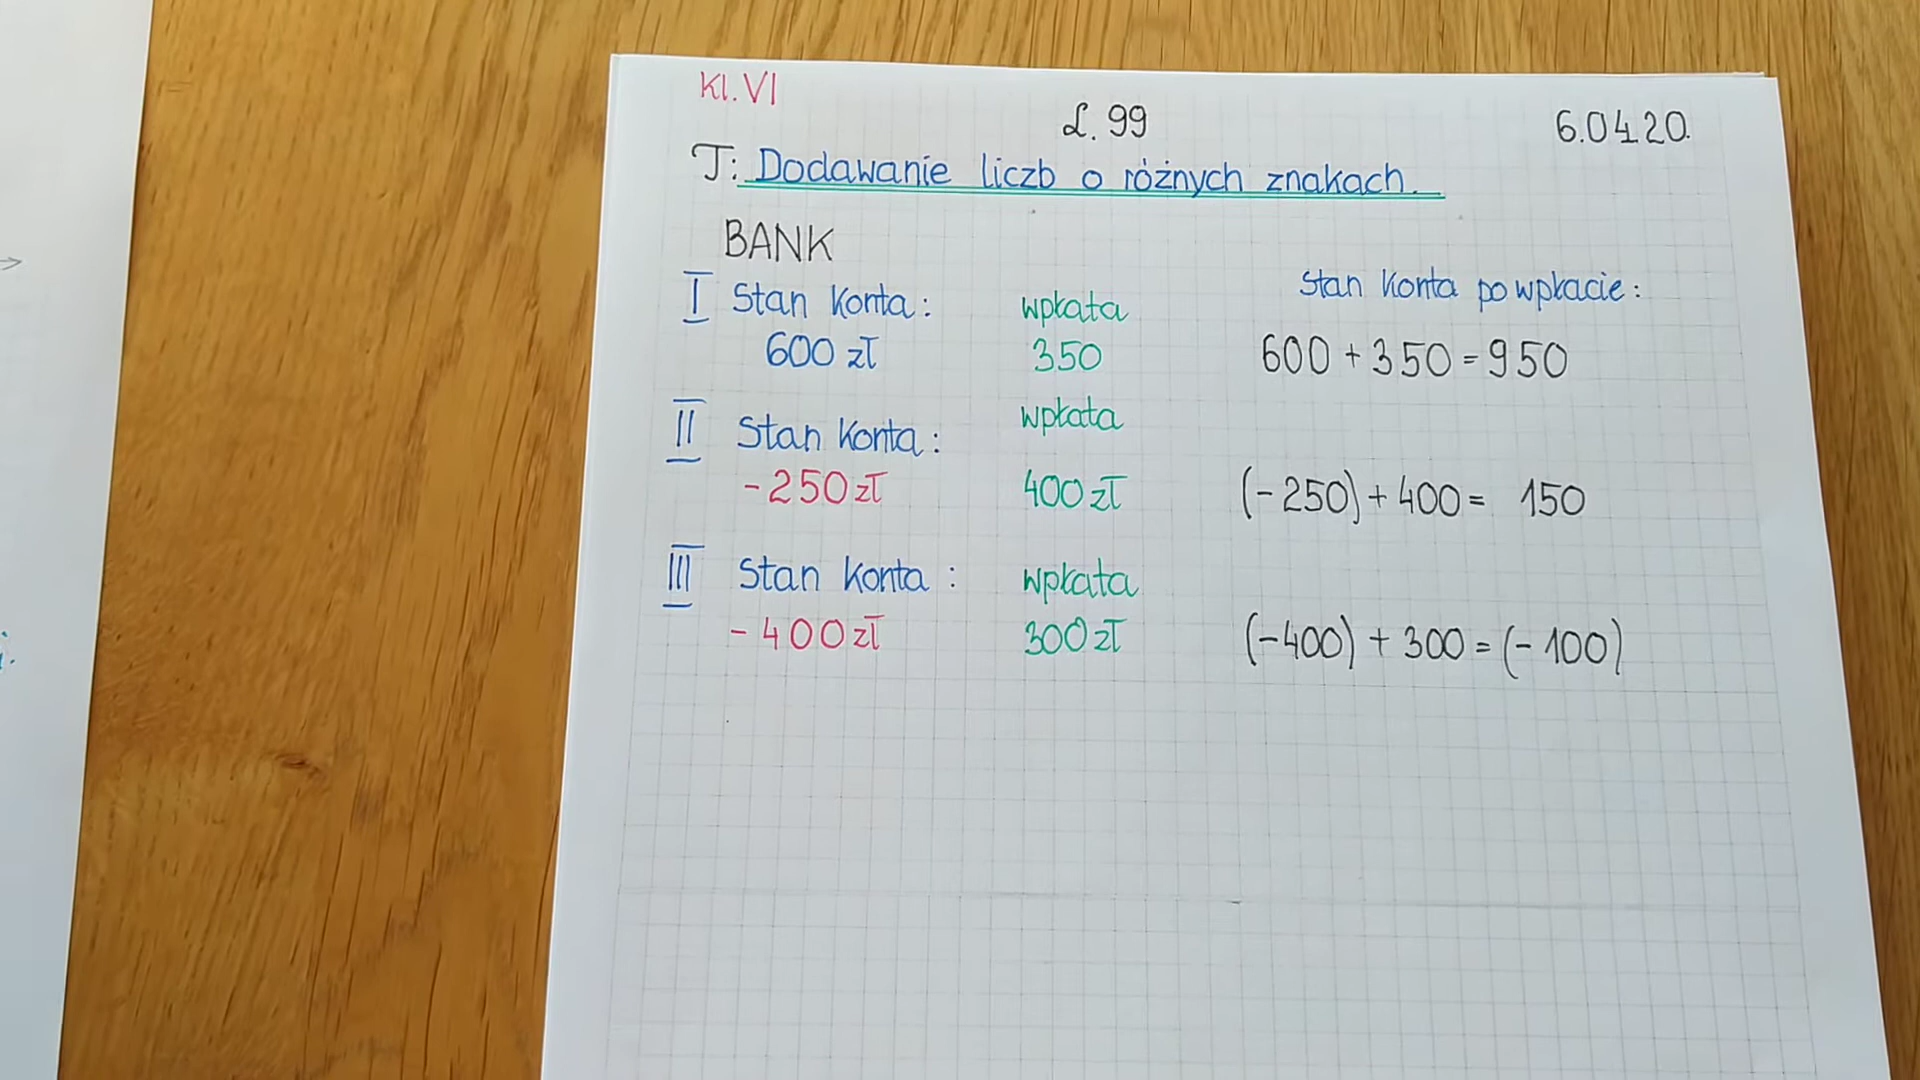 Kl. VI
L. 99
6.04.20.
T: Dodawanie liczb o różnych znakach.
BANK
Stan konta po wpłacie:
I Stan konta: wpłata
600 zł 350 600 + 350 = 950
II Stan konta: wpłata
-250 zł 400 zł (-250) + 400 = 150
III Stan konta: wpłata
-400 zł 300 zł (-400) + 300 = (-100)